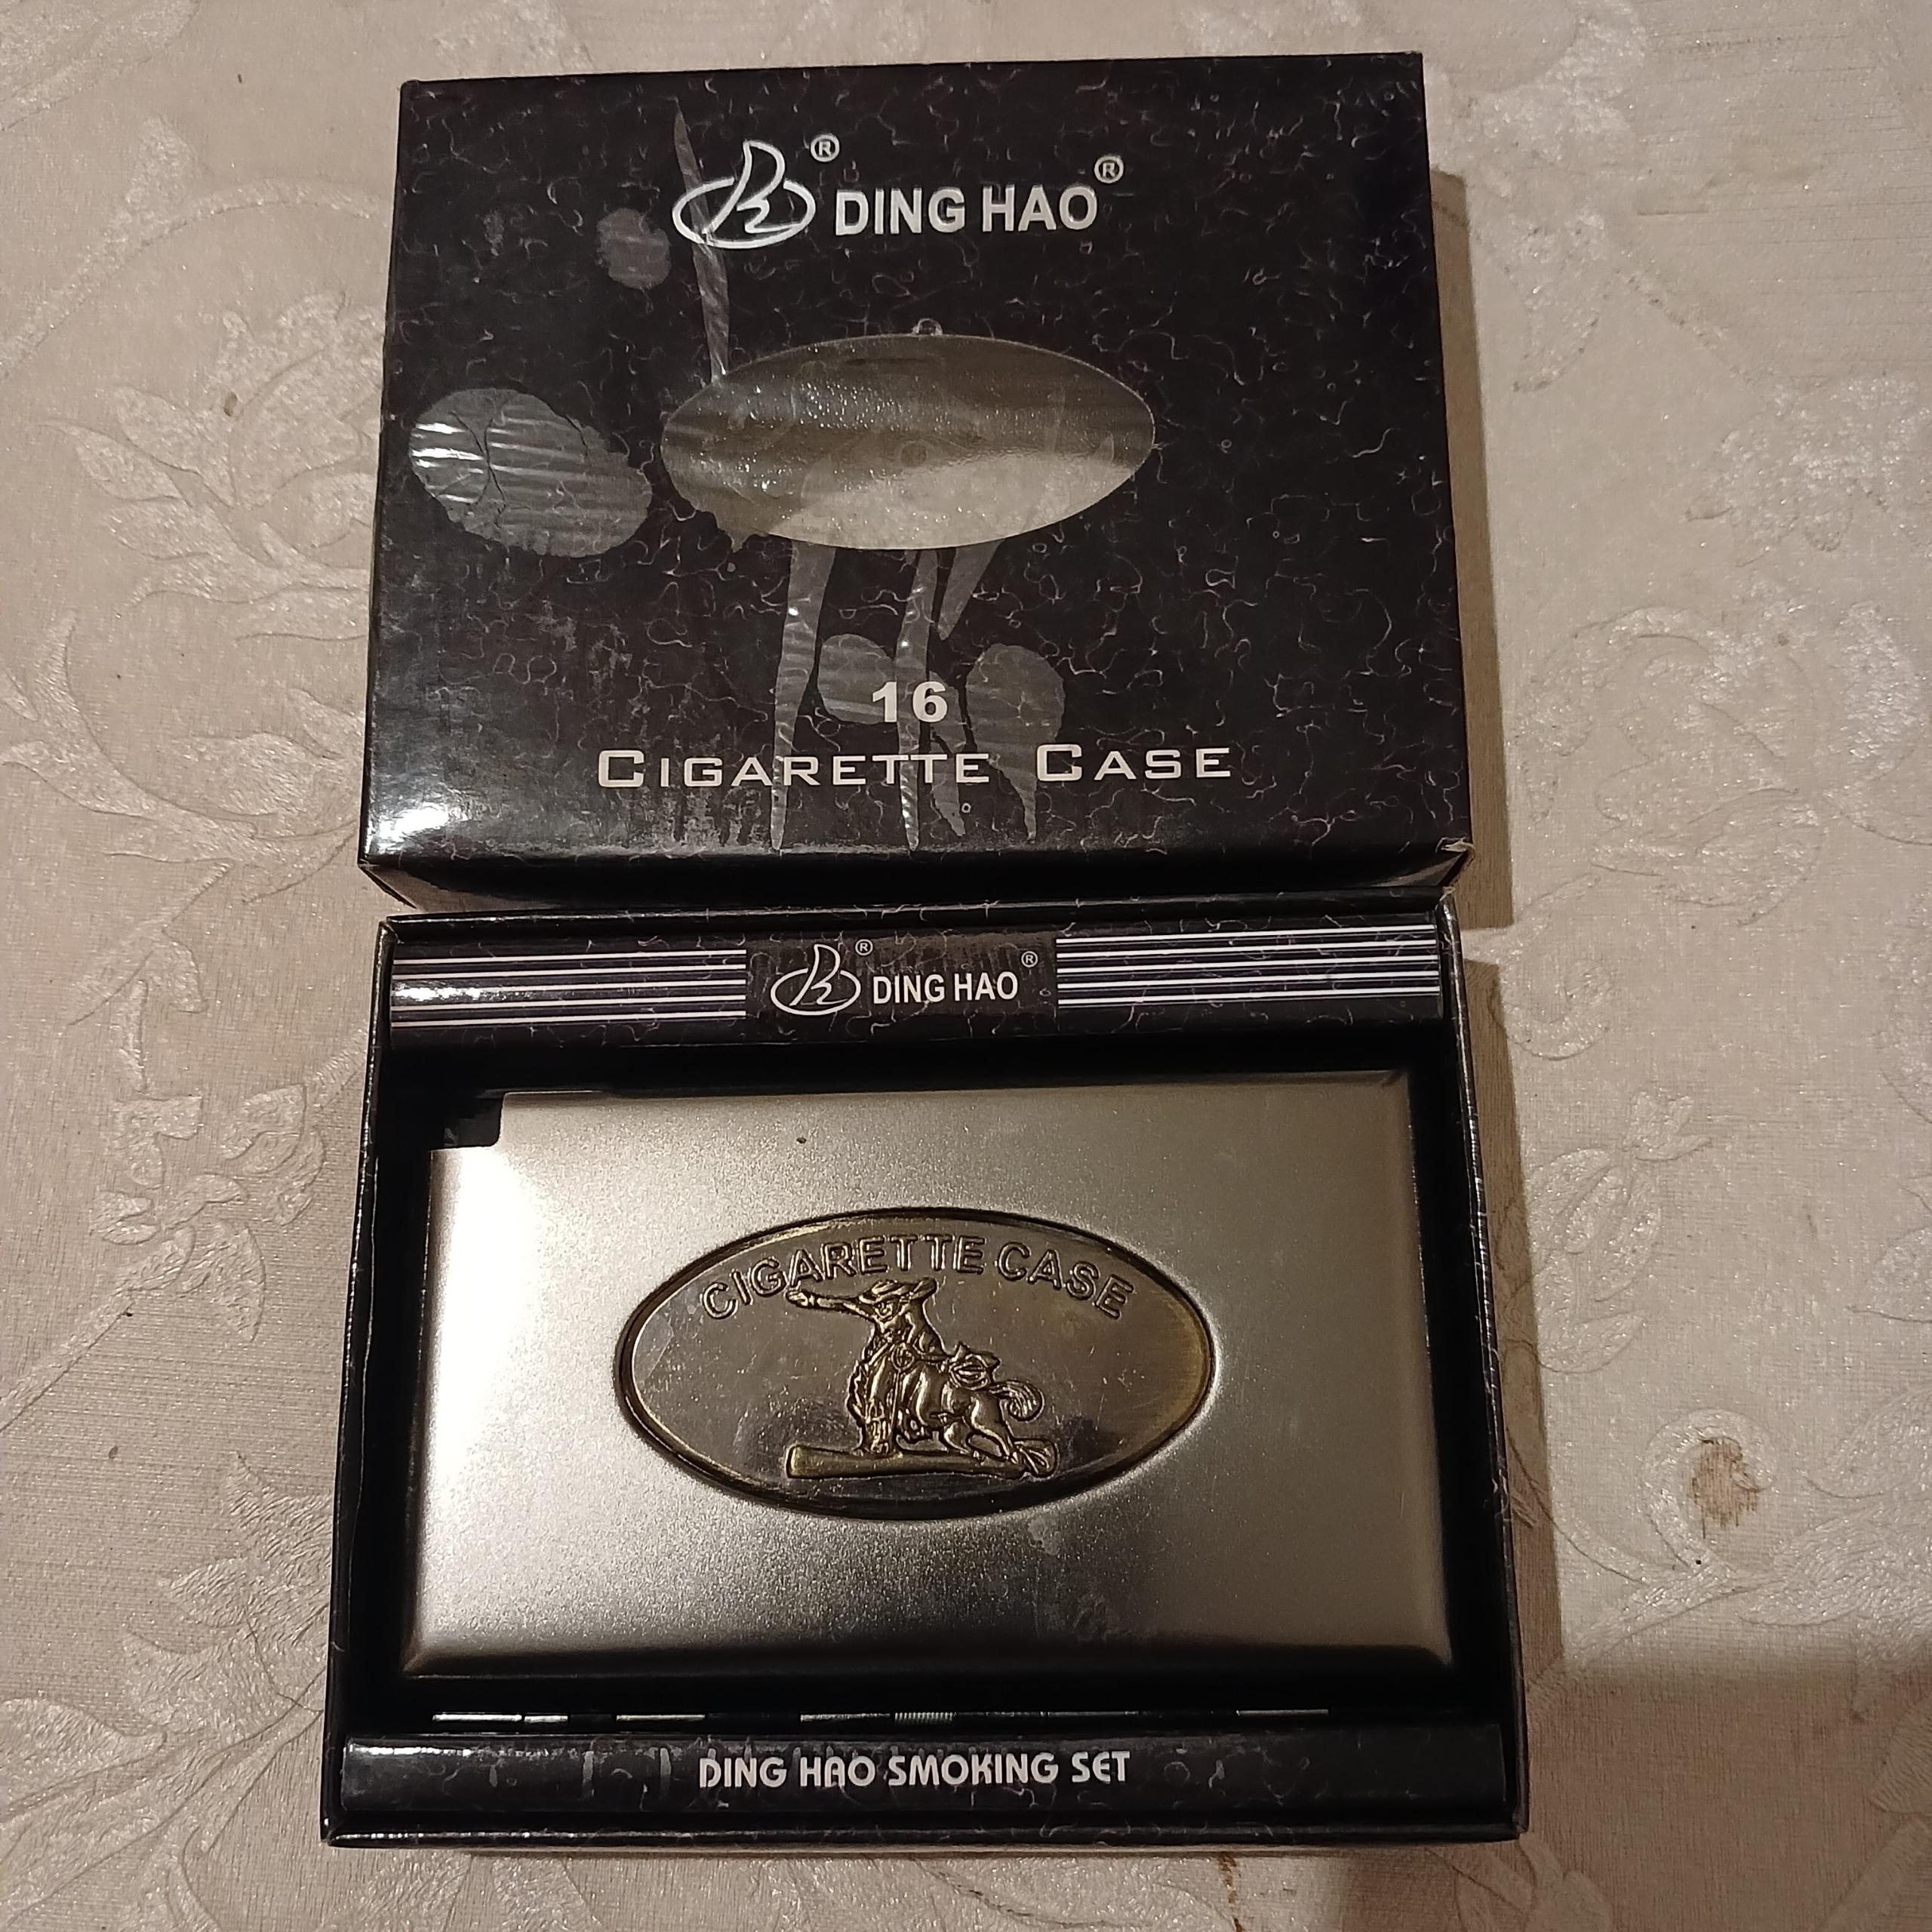 ® DING HAO®
16
CIGARETTE CASE
® DING HAO®
CIGARETTE CASE
DING HAO SMOKING SET